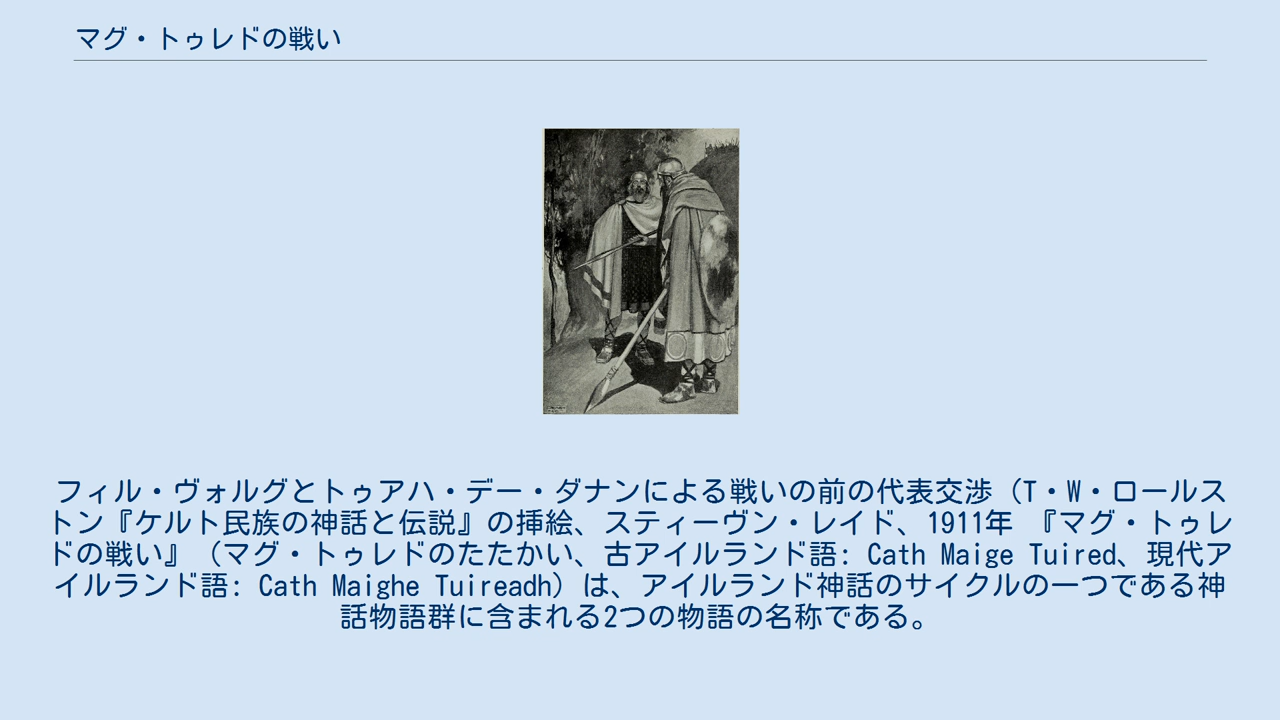 マグ・トゥレドの戦い
フィル・ヴォルグとトゥアハ・デー・ダナンによる戦いの前の代表交渉（T・W・ロールス
トン『ケルト民族の神話と伝説』の挿絵、スティーヴン・レイド、1911年 『マグ・トゥレ
ドの戦い』（マグ・トゥレドのたたかい、古アイルランド語: Cath Maige Tuired、現代ア
イルランド語: Cath Maighe Tuireadh）は、アイルランド神話のサイクルの一つである神
話物語群に含まれる2つの物語の名称である。